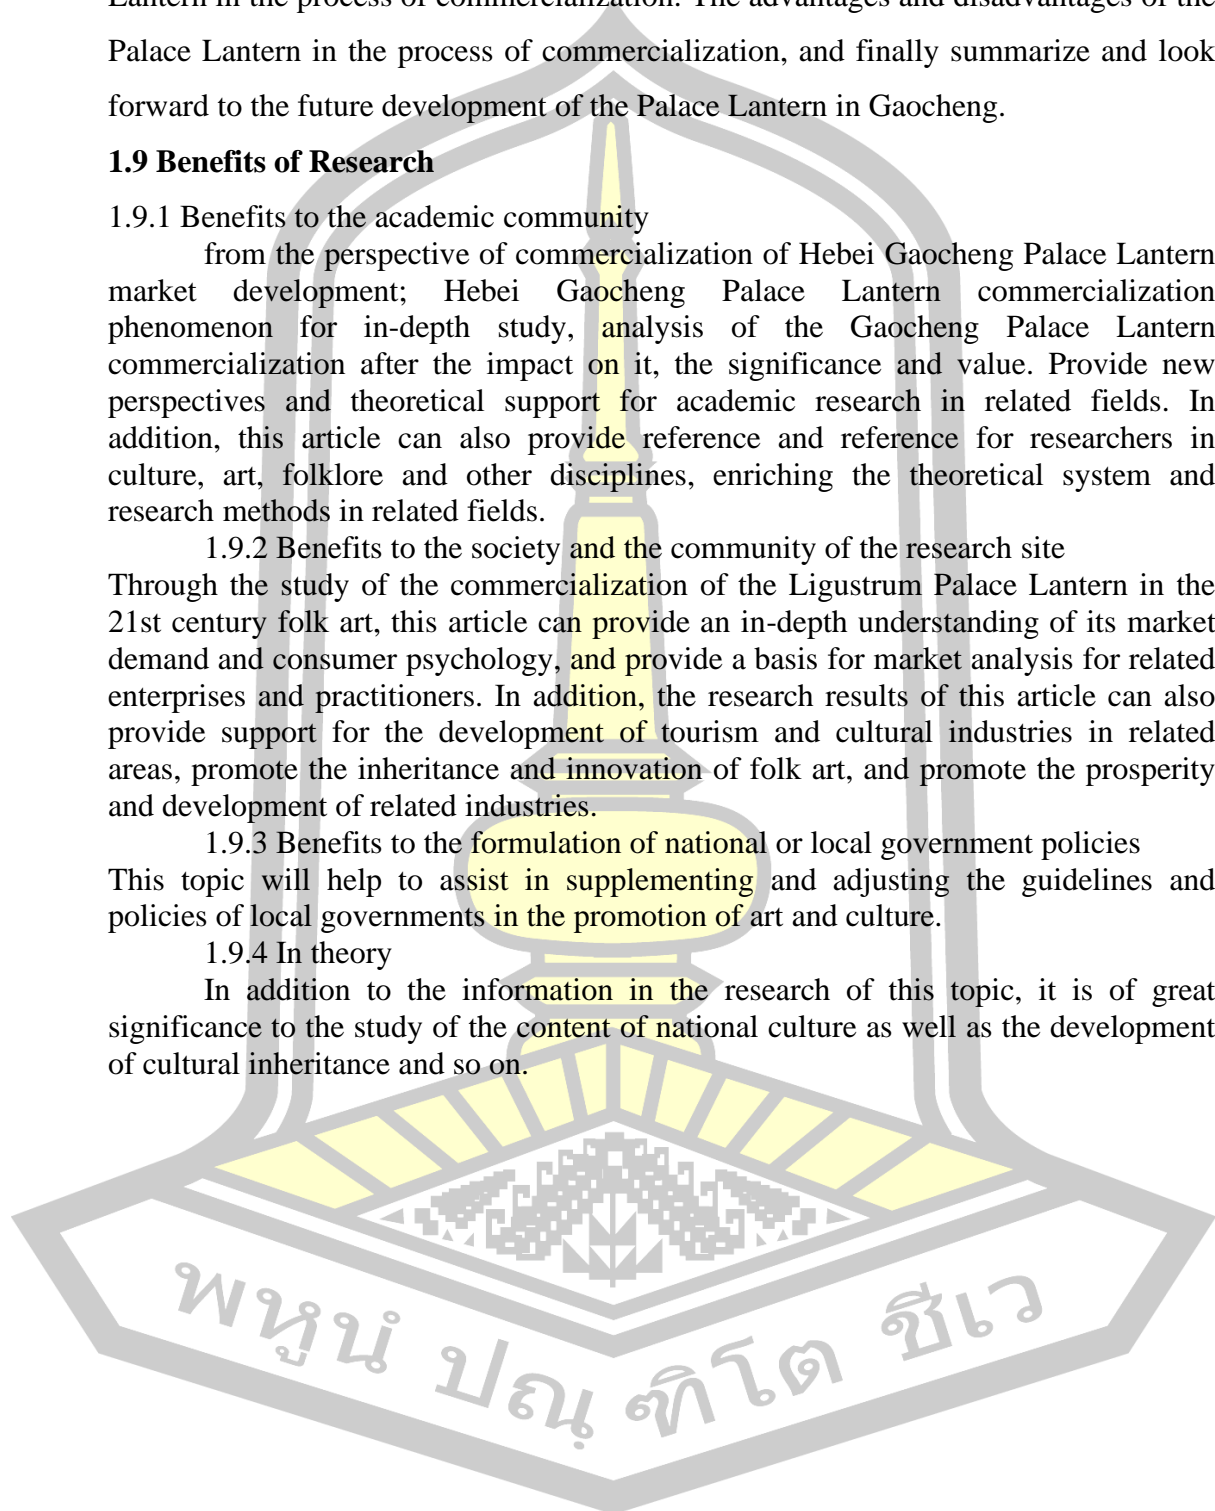 Lantern in the process of commercialization. The advantages and disadvantages of the
Palace Lantern in the process of commercialization, and finally summarize and look
forward to the future development of the Palace Lantern in Gaocheng.
1.9 Benefits of Research
1.9.1 Benefits to the academic community
from the perspective of commercialization of Hebei Gaocheng Palace Lantern
market development; Hebei Gaocheng Palace Lantern commercialization
phenomenon for in-depth study, analysis of the Gaocheng Palace Lantern
commercialization after the impact on it, the significance and value. Provide new
perspectives and theoretical support for academic research in related fields. In
addition, this article can also provide reference and reference for researchers in
culture, art, folklore and other disciplines, enriching the theoretical system and
research methods in related fields.
1.9.2 Benefits to the society and the community of the research site
Through the study of the commercialization of the Ligustrum Palace Lantern in the
21st century folk art, this article can provide an in-depth understanding of its market
demand and consumer psychology, and provide a basis for market analysis for related
enterprises and practitioners. In addition, the research results of this article can also
provide support for the development of tourism and cultural industries in related
areas, promote the inheritance and innovation of folk art, and promote the prosperity
and development of related industries.
1.9.3 Benefits to the formulation of national or local government policies
This topic will help to assist in supplementing and adjusting the guidelines and
policies of local governments in the promotion of art and culture.
1.9.4 In theory
In addition to the information in the research of this topic, it is of great
significance to the study of the content of national culture as well as the development
of cultural inheritance and so on.
พหูนํ ปณฺฑิโต ชีเว